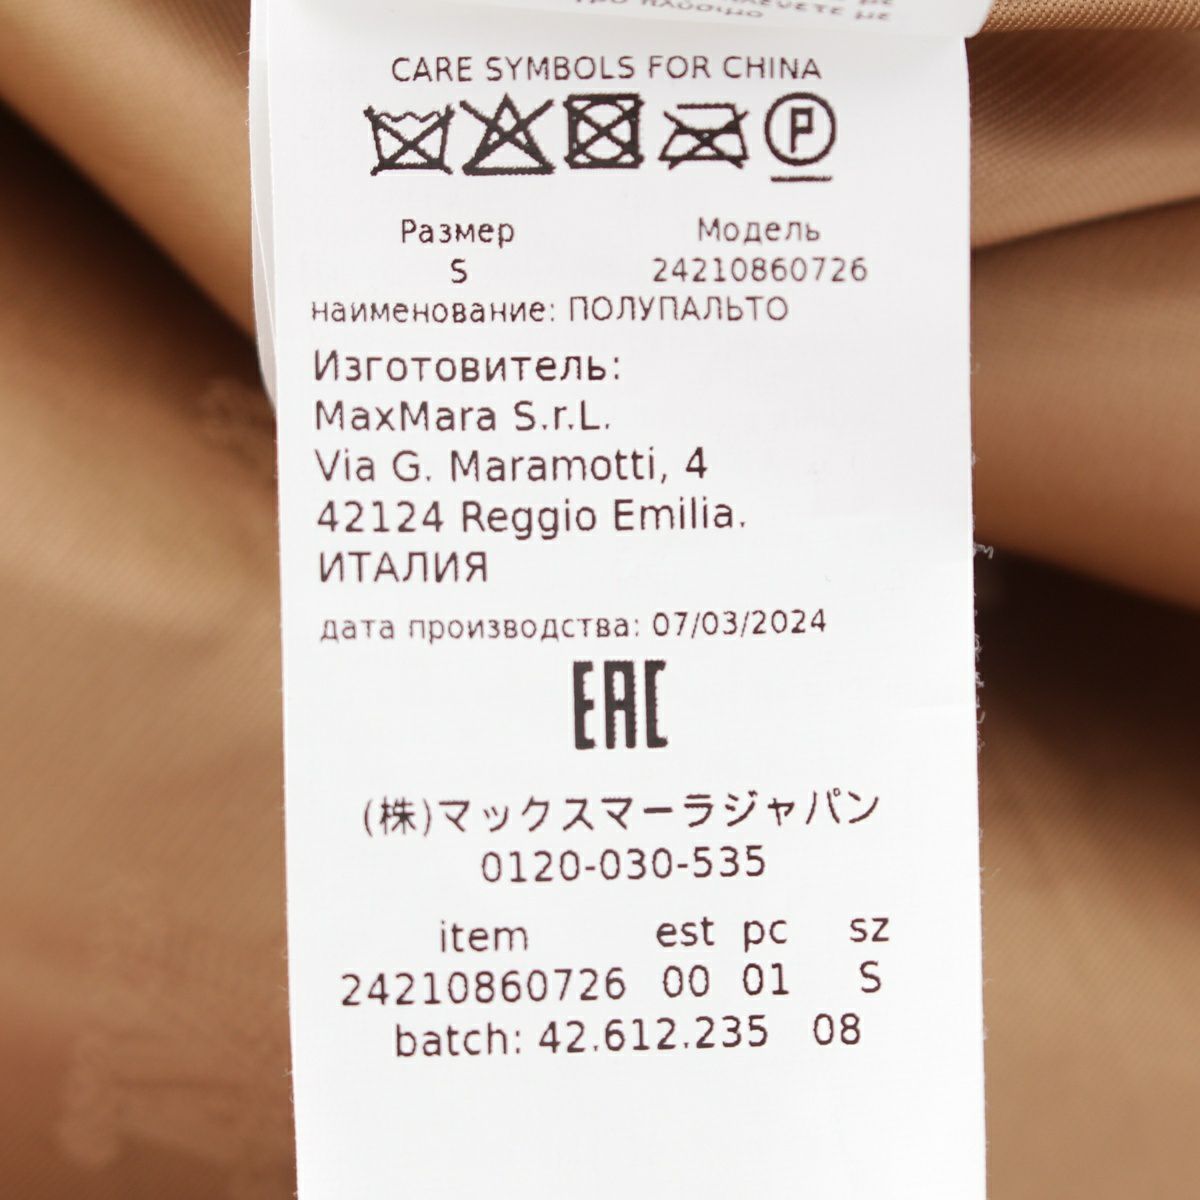 CARE SYMBOLS FOR CHINA
P
Размер Модель
S 24210860726
наименование: ПОЛУПАЛЬТО
Изготовитель:
MaxMara S.r.L.
Via G. Maramotti, 4
42124 Reggio Emilia.
ИТАЛИЯ
дата производства: 07/03/2024
EAC
(株)マックスマーラジャパン
0120-030-535
item est pc sz
24210860726 00 01 S
batch: 42.612.235 08